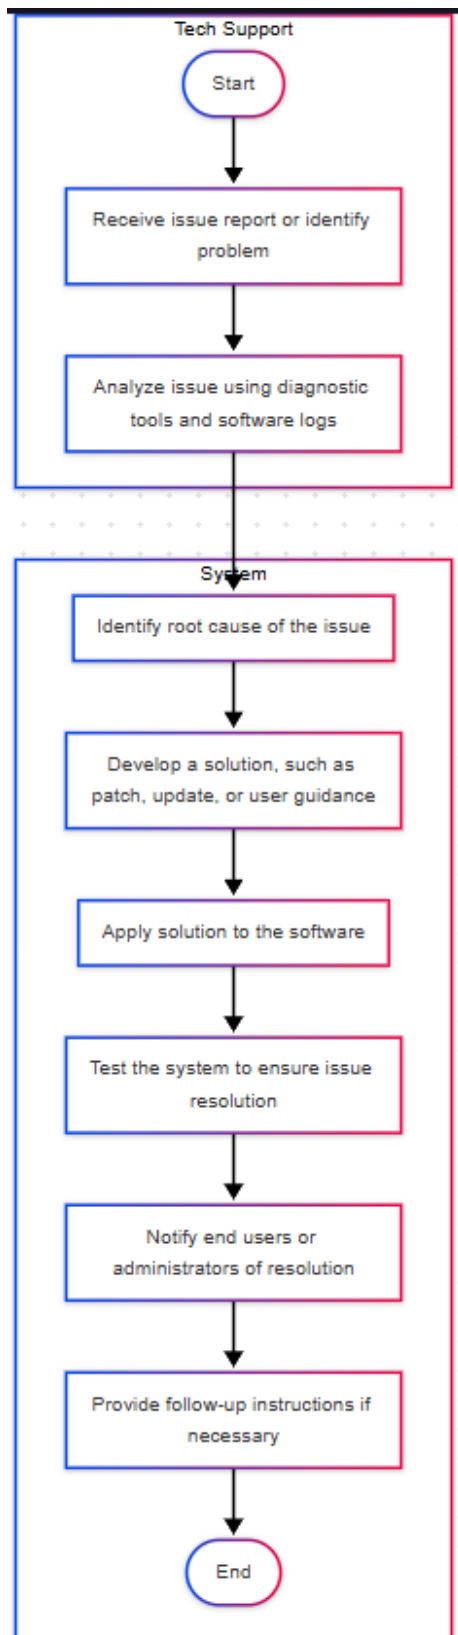 Tech Support
Start
Receive issue report or identify
problem
Analyze issue using diagnostic
tools and software logs
System
Identify root cause of the issue
Develop a solution, such as
patch, update, or user guidance
Apply solution to the software
Test the system to ensure issue
resolution
Notify end users or
administrators of resolution
Provide follow-up instructions if
necessary
End